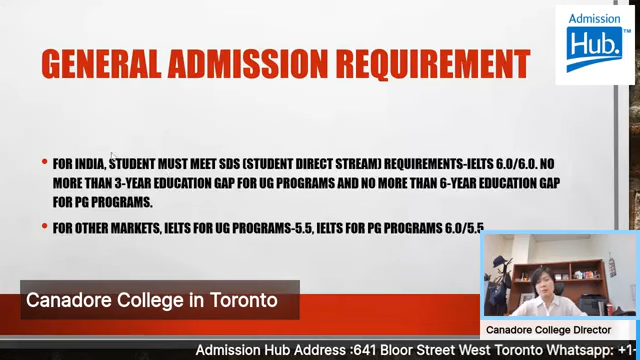 Admission
Hub.™
GENERAL ADMISSION REQUIREMENT
• FOR INDIA, STUDENT MUST MEET SDS (STUDENT DIRECT STREAM) REQUIREMENTS-IELTS 6.0/6.0. NO
MORE THAN 3-YEAR EDUCATION GAP FOR UG PROGRAMS AND NO MORE THAN 6-YEAR EDUCATION GAP
FOR PG PROGRAMS.
• FOR OTHER MARKETS, IELTS FOR UG PROGRAMS-5.5, IELTS FOR PG PROGRAMS 6.0/5.5
Canadore College in Toronto
Canadore College Director
Admission Hub Address :641 Bloor Street West Toronto Whatsapp: +1-